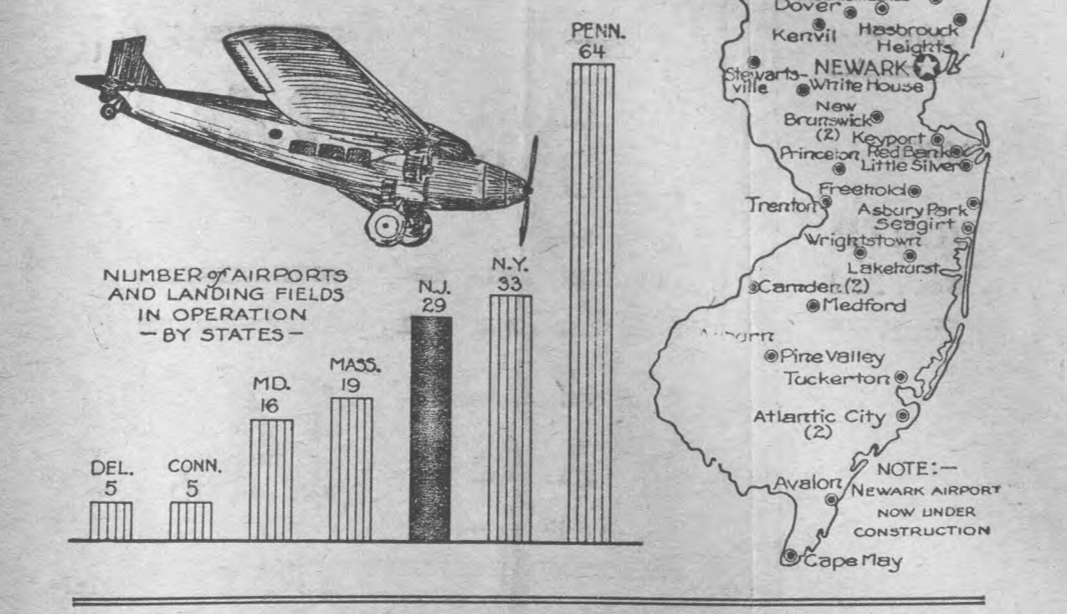 NUMBER of AIRPORTS
AND LANDING FIELDS
IN OPERATION
— BY STATES —
DEL.
5
CONN.
5
MD.
16
MASS.
19
N.J.
29
N.Y.
33
PENN.
64
Dover
Kenvil
Hasbrouck
Heights
NEWARK
Stewarts-
ville
White House
New
Brunswick
(2)
Keyport
Princeton
Red Bank
Little Silver
Freehold
Trenton
Asbury Park
Seagirt
Wrightstown
Lakehurst
Camden (2)
Medford
Pine Valley
Tuckerton
Atlantic City
(2)
Avalon
NOTE:—
NEWARK AIRPORT
NOW UNDER
CONSTRUCTION
Cape May